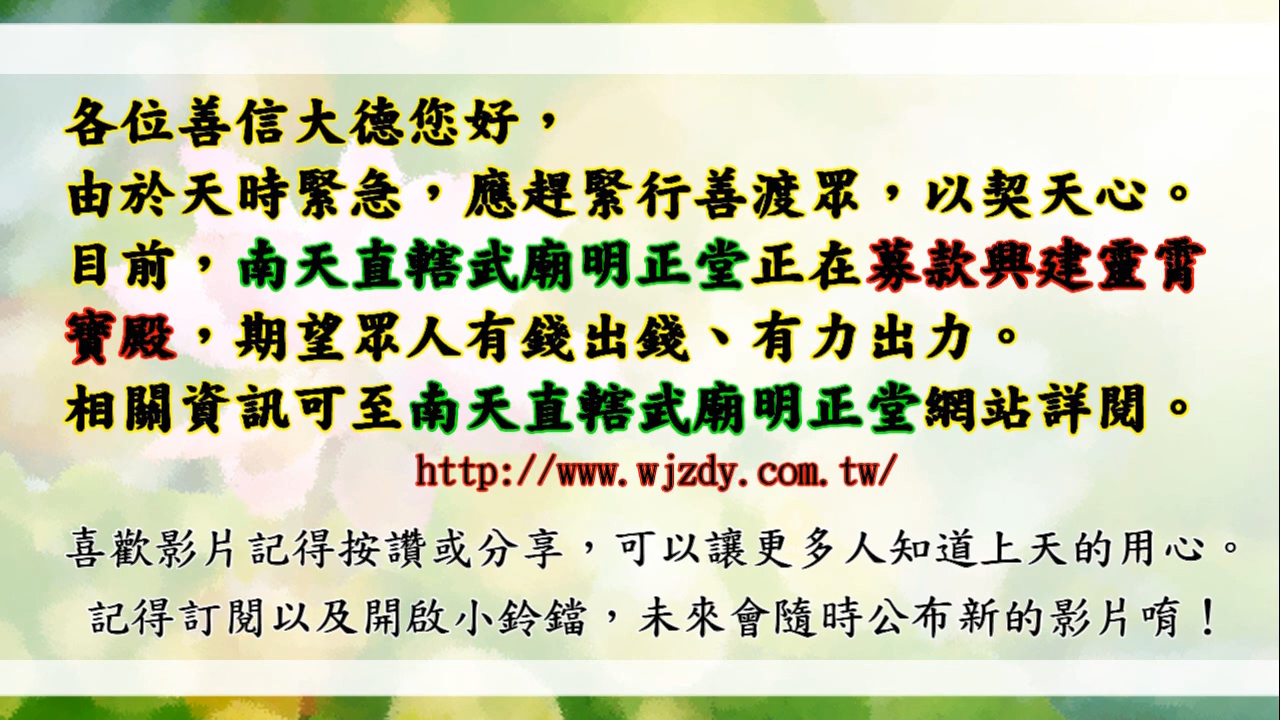 各位善信大德您好，
由於天時緊急，應趕緊行善渡眾，以契天心。
目前，南天直轄武廟明正堂正在募款興建靈霄
寶殿，期望眾人有錢出錢、有力出力。
相關資訊可至南天直轄武廟明正堂網站詳閱。
http://www.wjzdy.com.tw/
喜歡影片記得按讚或分享，可以讓更多人知道上天的用心。
記得訂閱以及開啟小鈴鐺，未來會隨時公布新的影片唷！